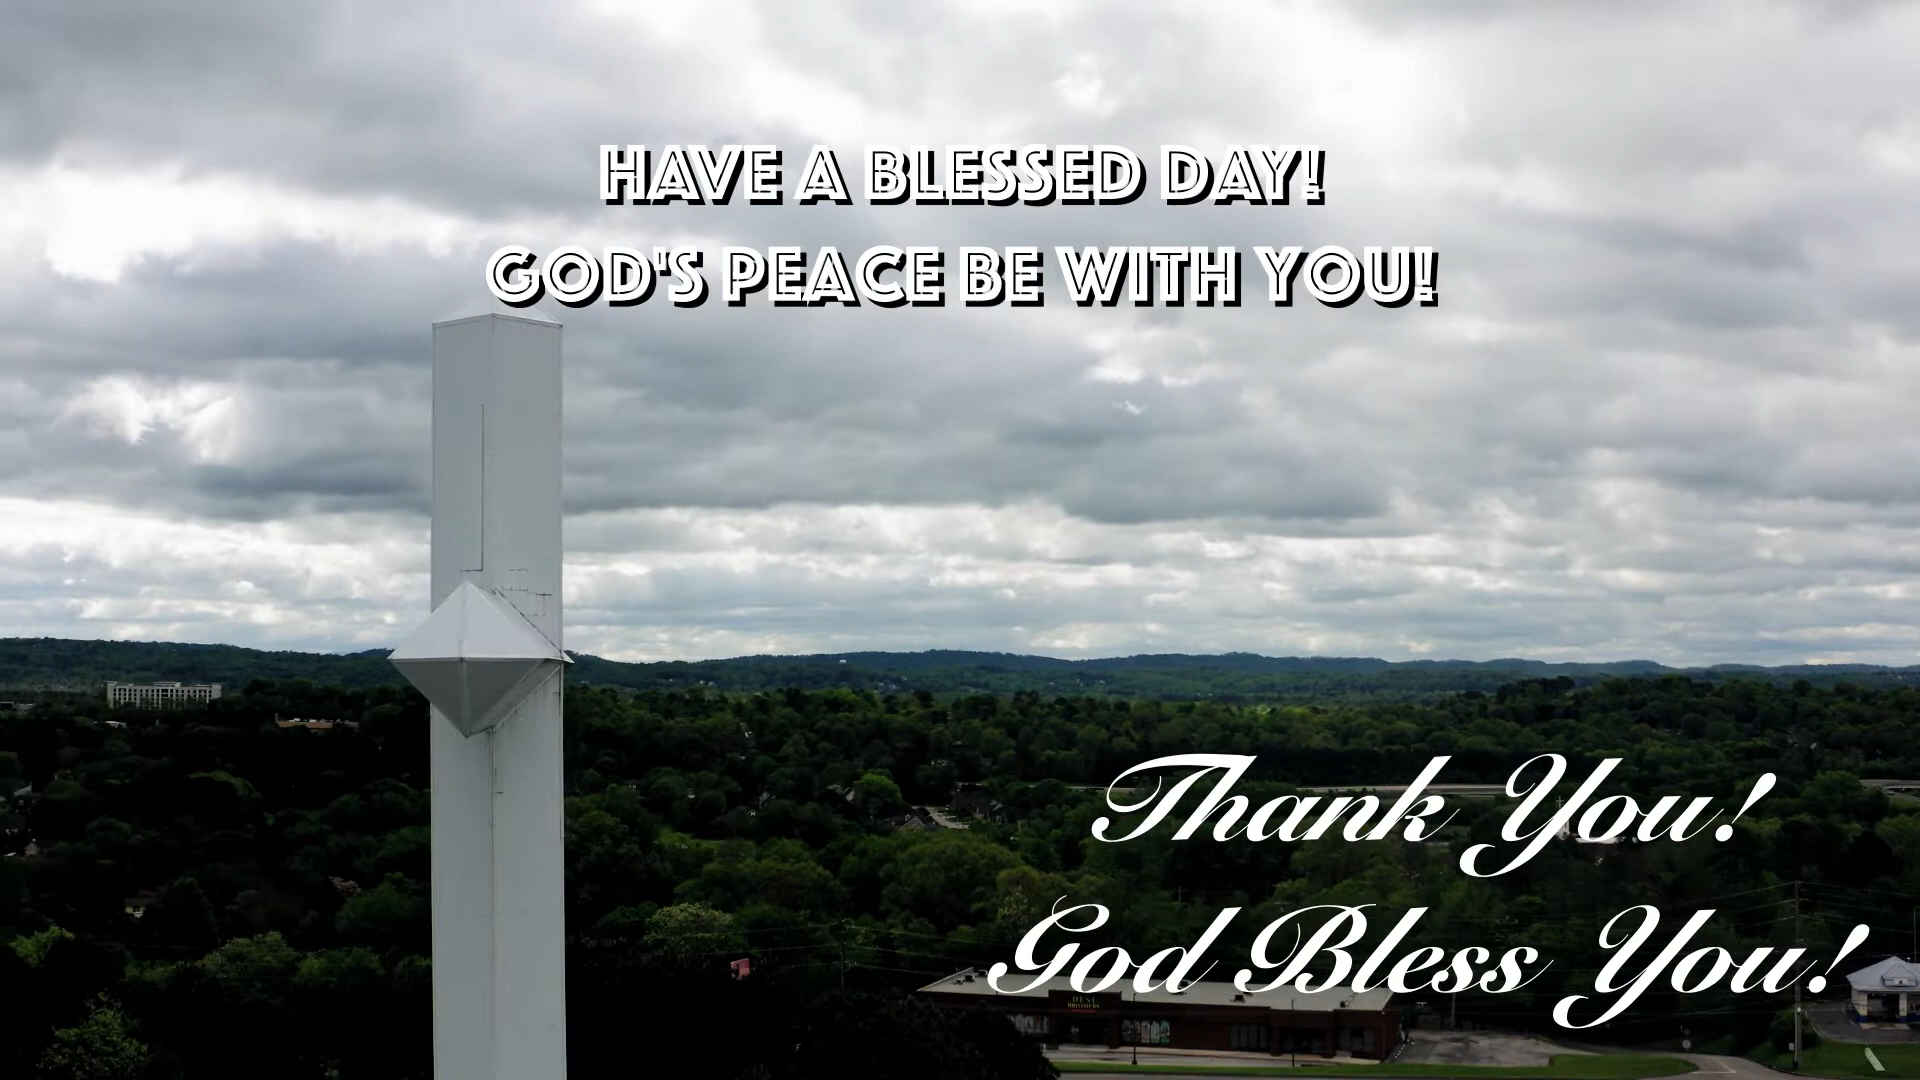 HAVE A BLESSED DAY!
GOD'S PEACE BE WITH YOU!
Thank You!
God Bless You!